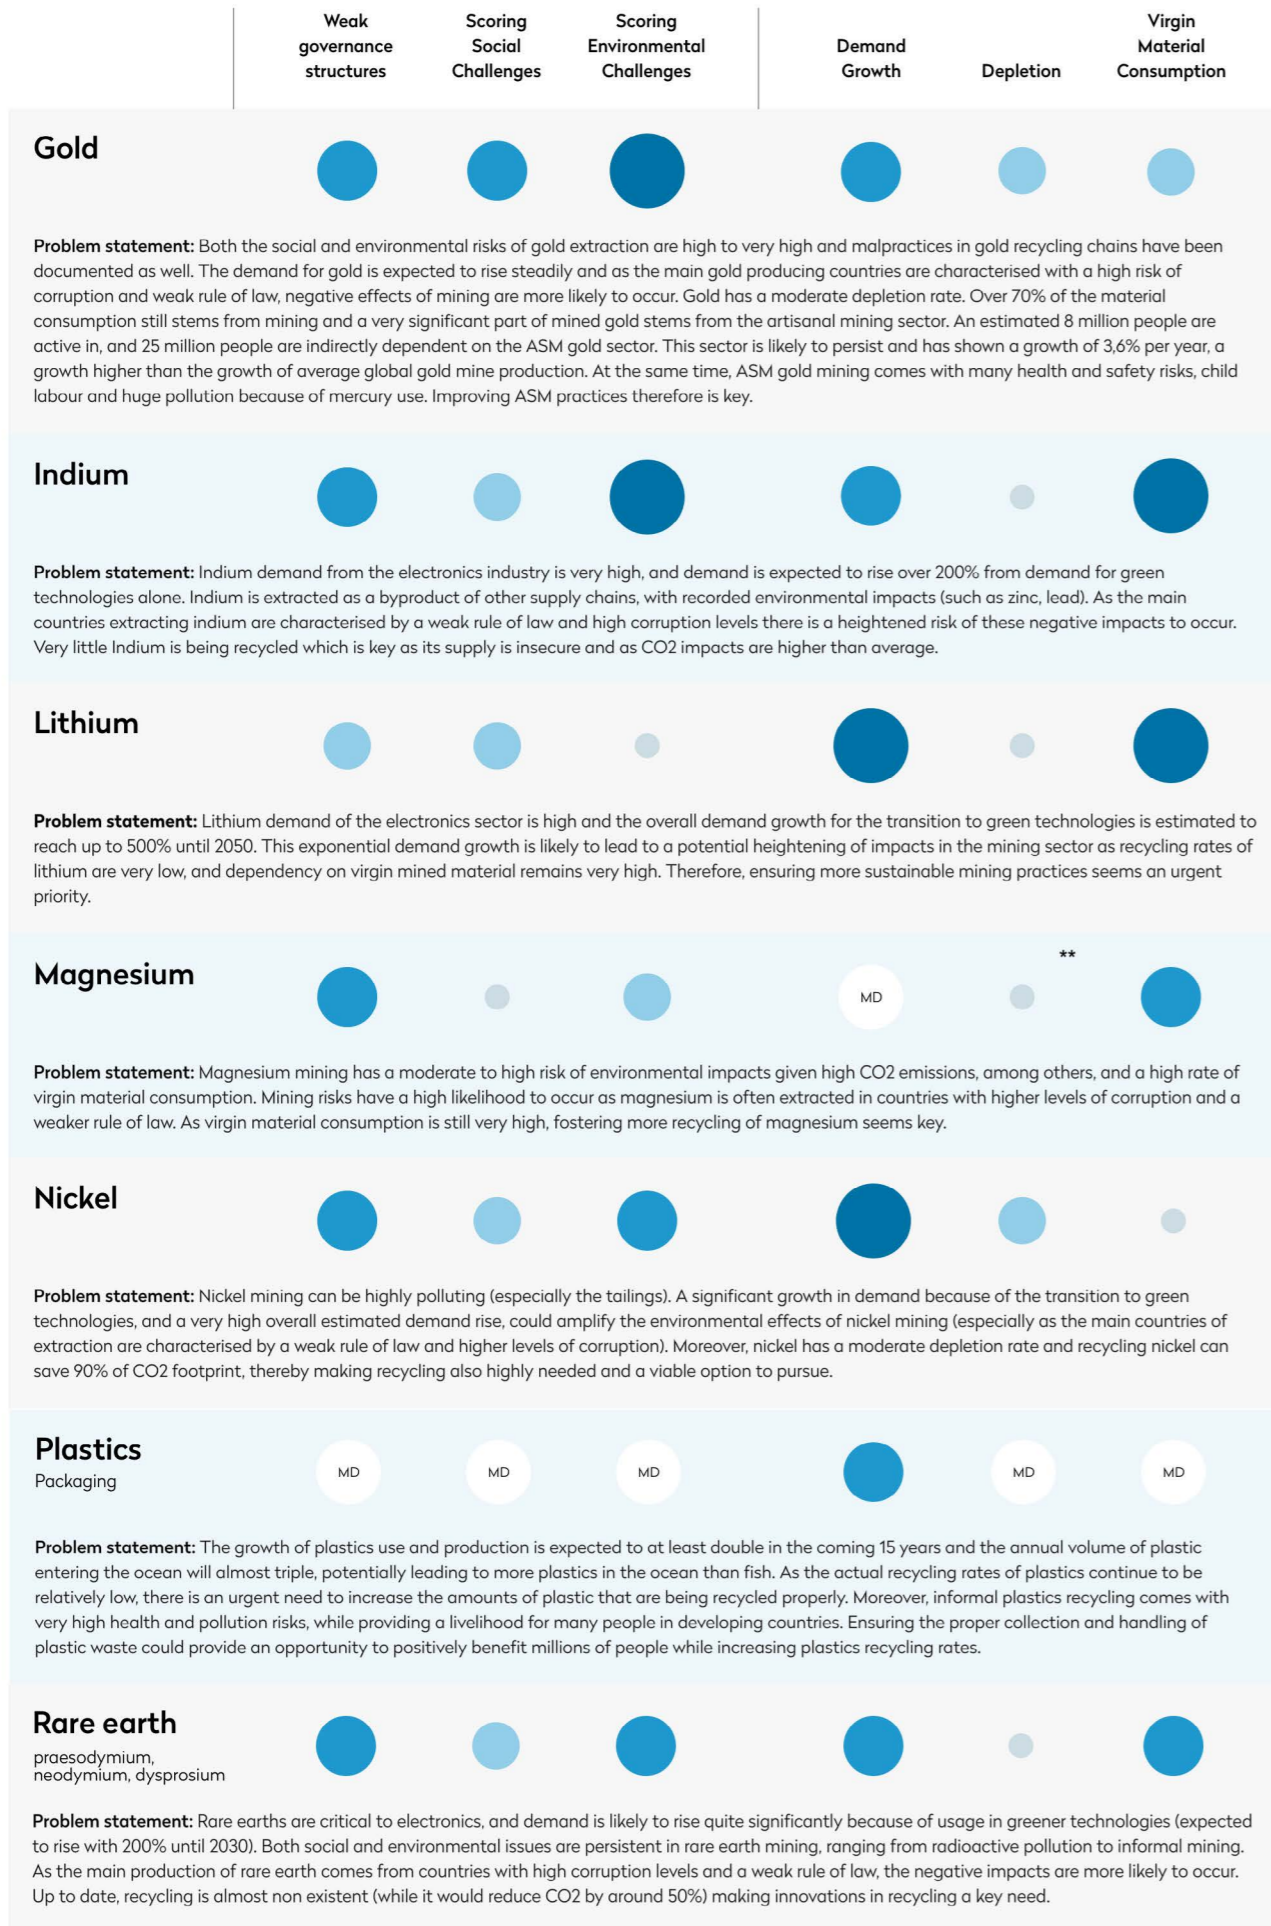 Weak
governance
structures
Scoring
Social
Challenges
Scoring
Environmental
Challenges
Demand
Growth
Depletion
Virgin
Material
Consumption
Gold
Problem statement: Both the social and environmental risks of gold extraction are high to very high and malpractices in gold recycling chains have been
documented as well. The demand for gold is expected to rise steadily and as the main gold producing countries are characterised with a high risk of
corruption and weak rule of law, negative effects of mining are more likely to occur. Gold has a moderate depletion rate. Over 70% of the material
consumption still stems from mining and a very significant part of mined gold stems from the artisanal mining sector. An estimated 8 million people are
active in, and 25 million people are indirectly dependent on the ASM gold sector. This sector is likely to persist and has shown a growth of 3,6% per year, a
growth higher than the growth of average global gold mine production. At the same time, ASM gold mining comes with many health and safety risks, child
labour and huge pollution because of mercury use. Improving ASM practices therefore is key.
Indium
Problem statement: Indium demand from the electronics industry is very high, and demand is expected to rise over 200% from demand for green
technologies alone. Indium is extracted as a byproduct of other supply chains, with recorded environmental impacts (such as zinc, lead). As the main
countries extracting indium are characterised by a weak rule of law and high corruption levels there is a heightened risk of these negative impacts to occur.
Very little Indium is being recycled which is key as its supply is insecure and as CO2 impacts are higher than average.
Lithium
Problem statement: Lithium demand of the electronics sector is high and the overall demand growth for the transition to green technologies is estimated to
reach up to 500% until 2050. This exponential demand growth is likely to lead to a potential heightening of impacts in the mining sector as recycling rates of
lithium are very low, and dependency on virgin mined material remains very high. Therefore, ensuring more sustainable mining practices seems an urgent
priority.
Magnesium
MD
**
Problem statement: Magnesium mining has a moderate to high risk of environmental impacts given high CO2 emissions, among others, and a high rate of
virgin material consumption. Mining risks have a high likelihood to occur as magnesium is often extracted in countries with higher levels of corruption and a
weaker rule of law. As virgin material consumption is still very high, fostering more recycling of magnesium seems key.
Nickel
Problem statement: Nickel mining can be highly polluting (especially the tailings). A significant growth in demand because of the transition to green
technologies, and a very high overall estimated demand rise, could amplify the environmental effects of nickel mining (especially as the main countries of
extraction are characterised by a weak rule of law and higher levels of corruption). Moreover, nickel has a moderate depletion rate and recycling nickel can
save 90% of CO2 footprint, thereby making recycling also highly needed and a viable option to pursue.
Plastics
Packaging
MD
MD
MD
MD
MD
Problem statement: The growth of plastics use and production is expected to at least double in the coming 15 years and the annual volume of plastic
entering the ocean will almost triple, potentially leading to more plastics in the ocean than fish. As the actual recycling rates of plastics continue to be
relatively low, there is an urgent need to increase the amounts of plastic that are being recycled properly. Moreover, informal plastics recycling comes with
very high health and pollution risks, while providing a livelihood for many people in developing countries. Ensuring the proper collection and handling of
plastic waste could provide an opportunity to positively benefit millions of people while increasing plastics recycling rates.
Rare earth
praesodymium,
neodymium, dysprosium
Problem statement: Rare earths are critical to electronics, and demand is likely to rise quite significantly because of usage in greener technologies (expected
to rise with 200% until 2030). Both social and environmental issues are persistent in rare earth mining, ranging from radioactive pollution to informal mining.
As the main production of rare earth comes from countries with high corruption levels and a weak rule of law, the negative impacts are more likely to occur.
Up to date, recycling is almost non existent (while it would reduce CO2 by around 50%) making innovations in recycling a key need.